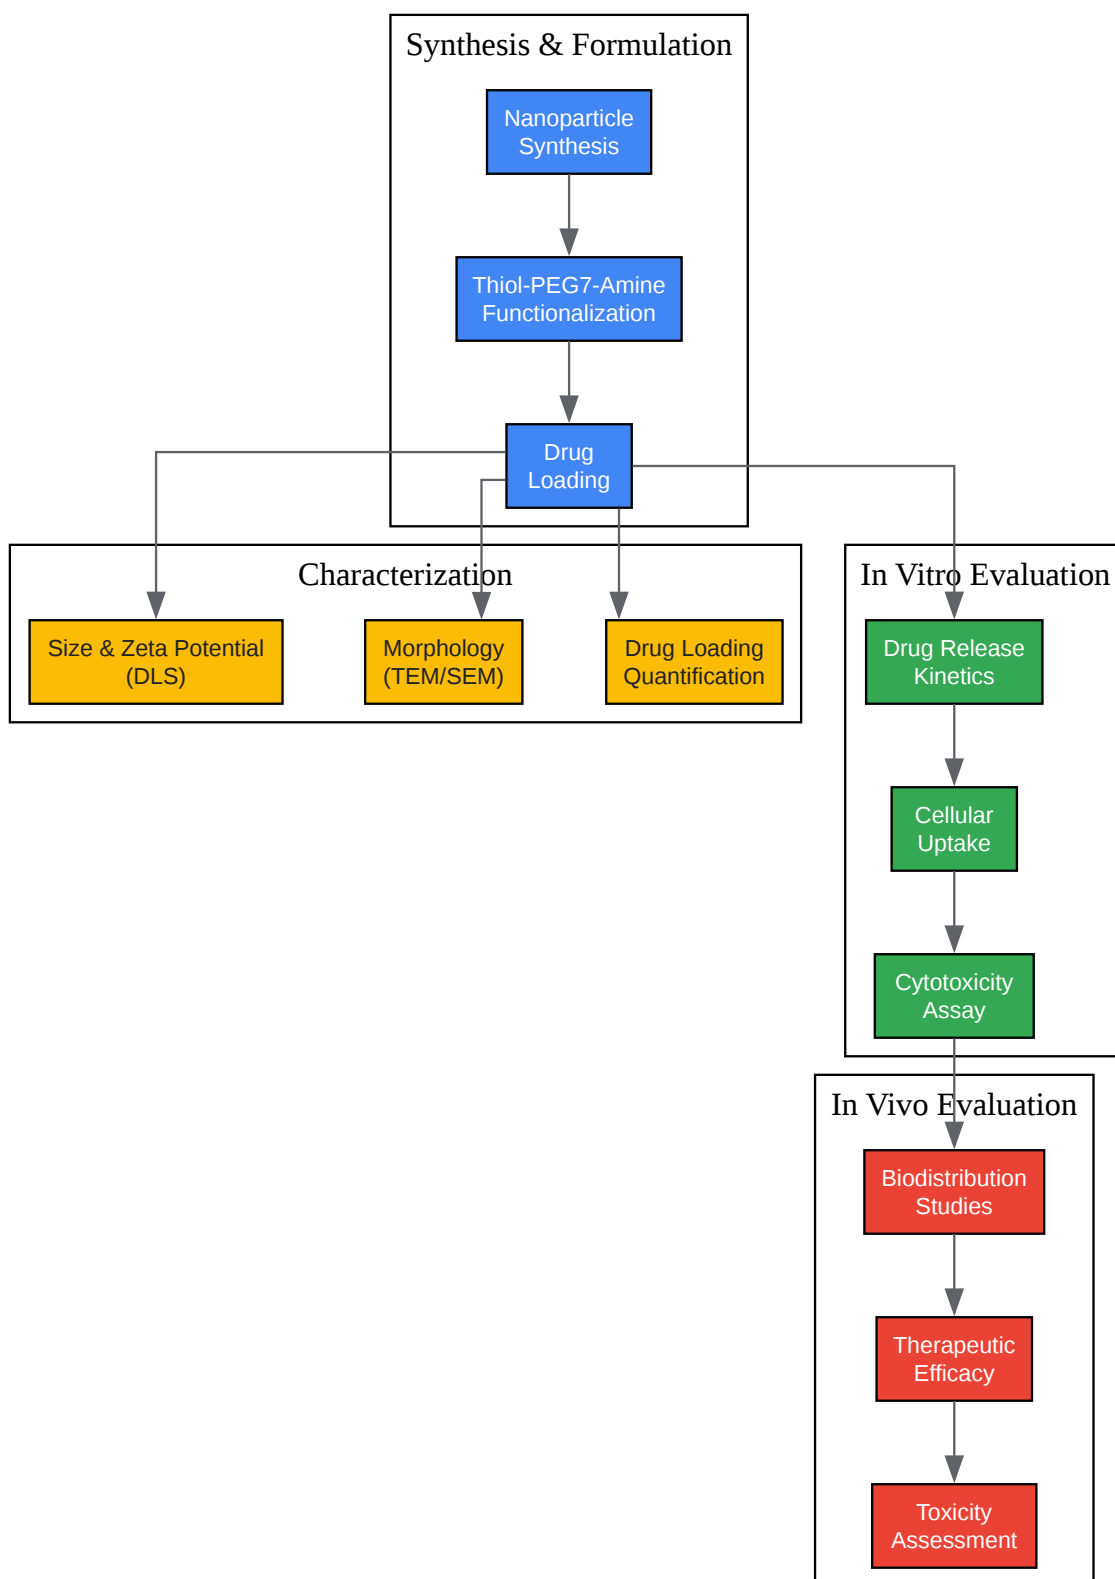 Synthesis & Formulation
Nanoparticle
Synthesis
Thiol-PEG7-Amine
Functionalization
Drug
Loading
Characterization
Size & Zeta Potential
(DLS)
Morphology
(TEM/SEM)
Drug Loading
Quantification
In Vitro Evaluation
Drug Release
Kinetics
Cellular
Uptake
Cytotoxicity
Assay
In Vivo Evaluation
Biodistribution
Studies
Therapeutic
Efficacy
Toxicity
Assessment